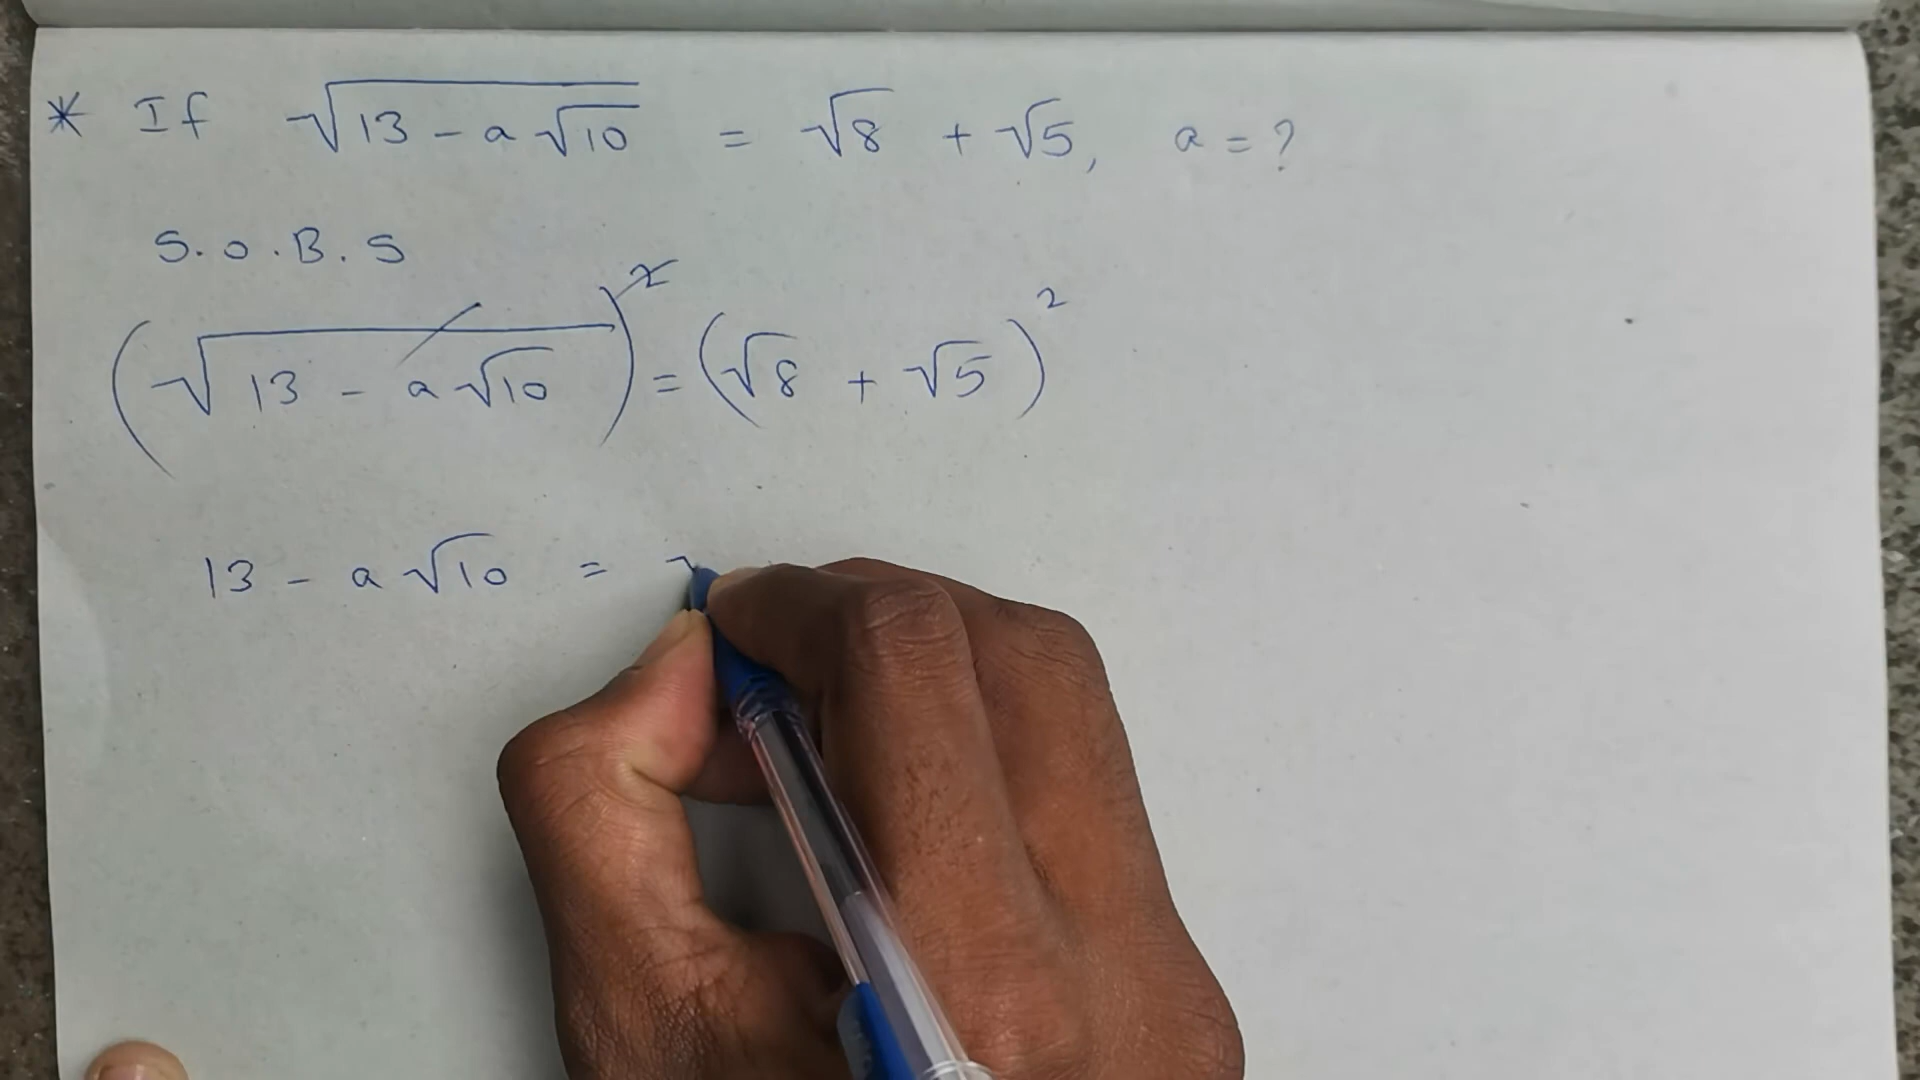 * If √(13 - a√10) = √8 + √5, a = ?
S.O.B.S
(√(13 - a√10))² = (√8 + √5)²
13 - a√10 =